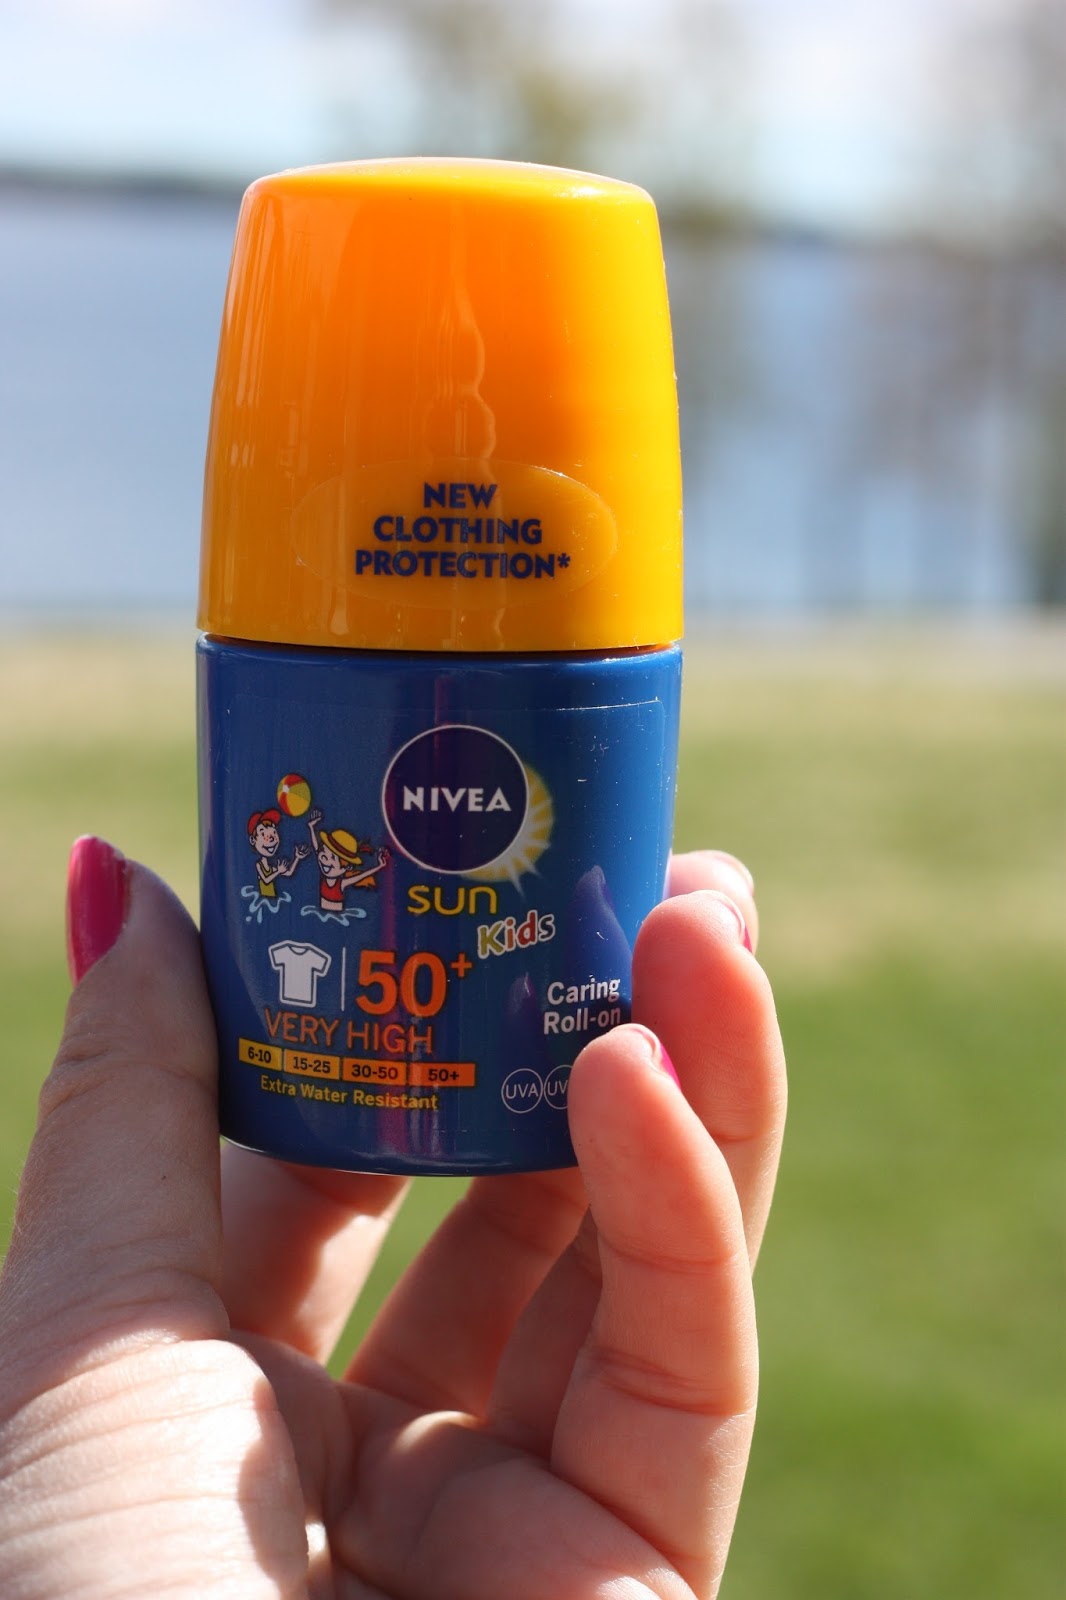 NEW
CLOTHING
PROTECTION*
NIVEA
SUN
Kids
50+
VERY HIGH
Caring
Roll-on
6-10 15-25 30-50 50+
Extra Water Resistant
UVA